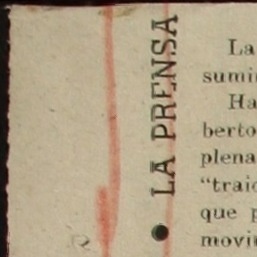 ● LA PRENSA
La
sumi
Ha
berto
plena
“traic
que p
movi